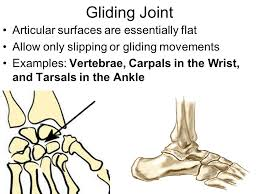 Gliding Joint
• Articular surfaces are essentially flat
• Allow only slipping or gliding movements
• Examples: Vertebrae, Carpals in the Wrist,
and Tarsals in the Ankle